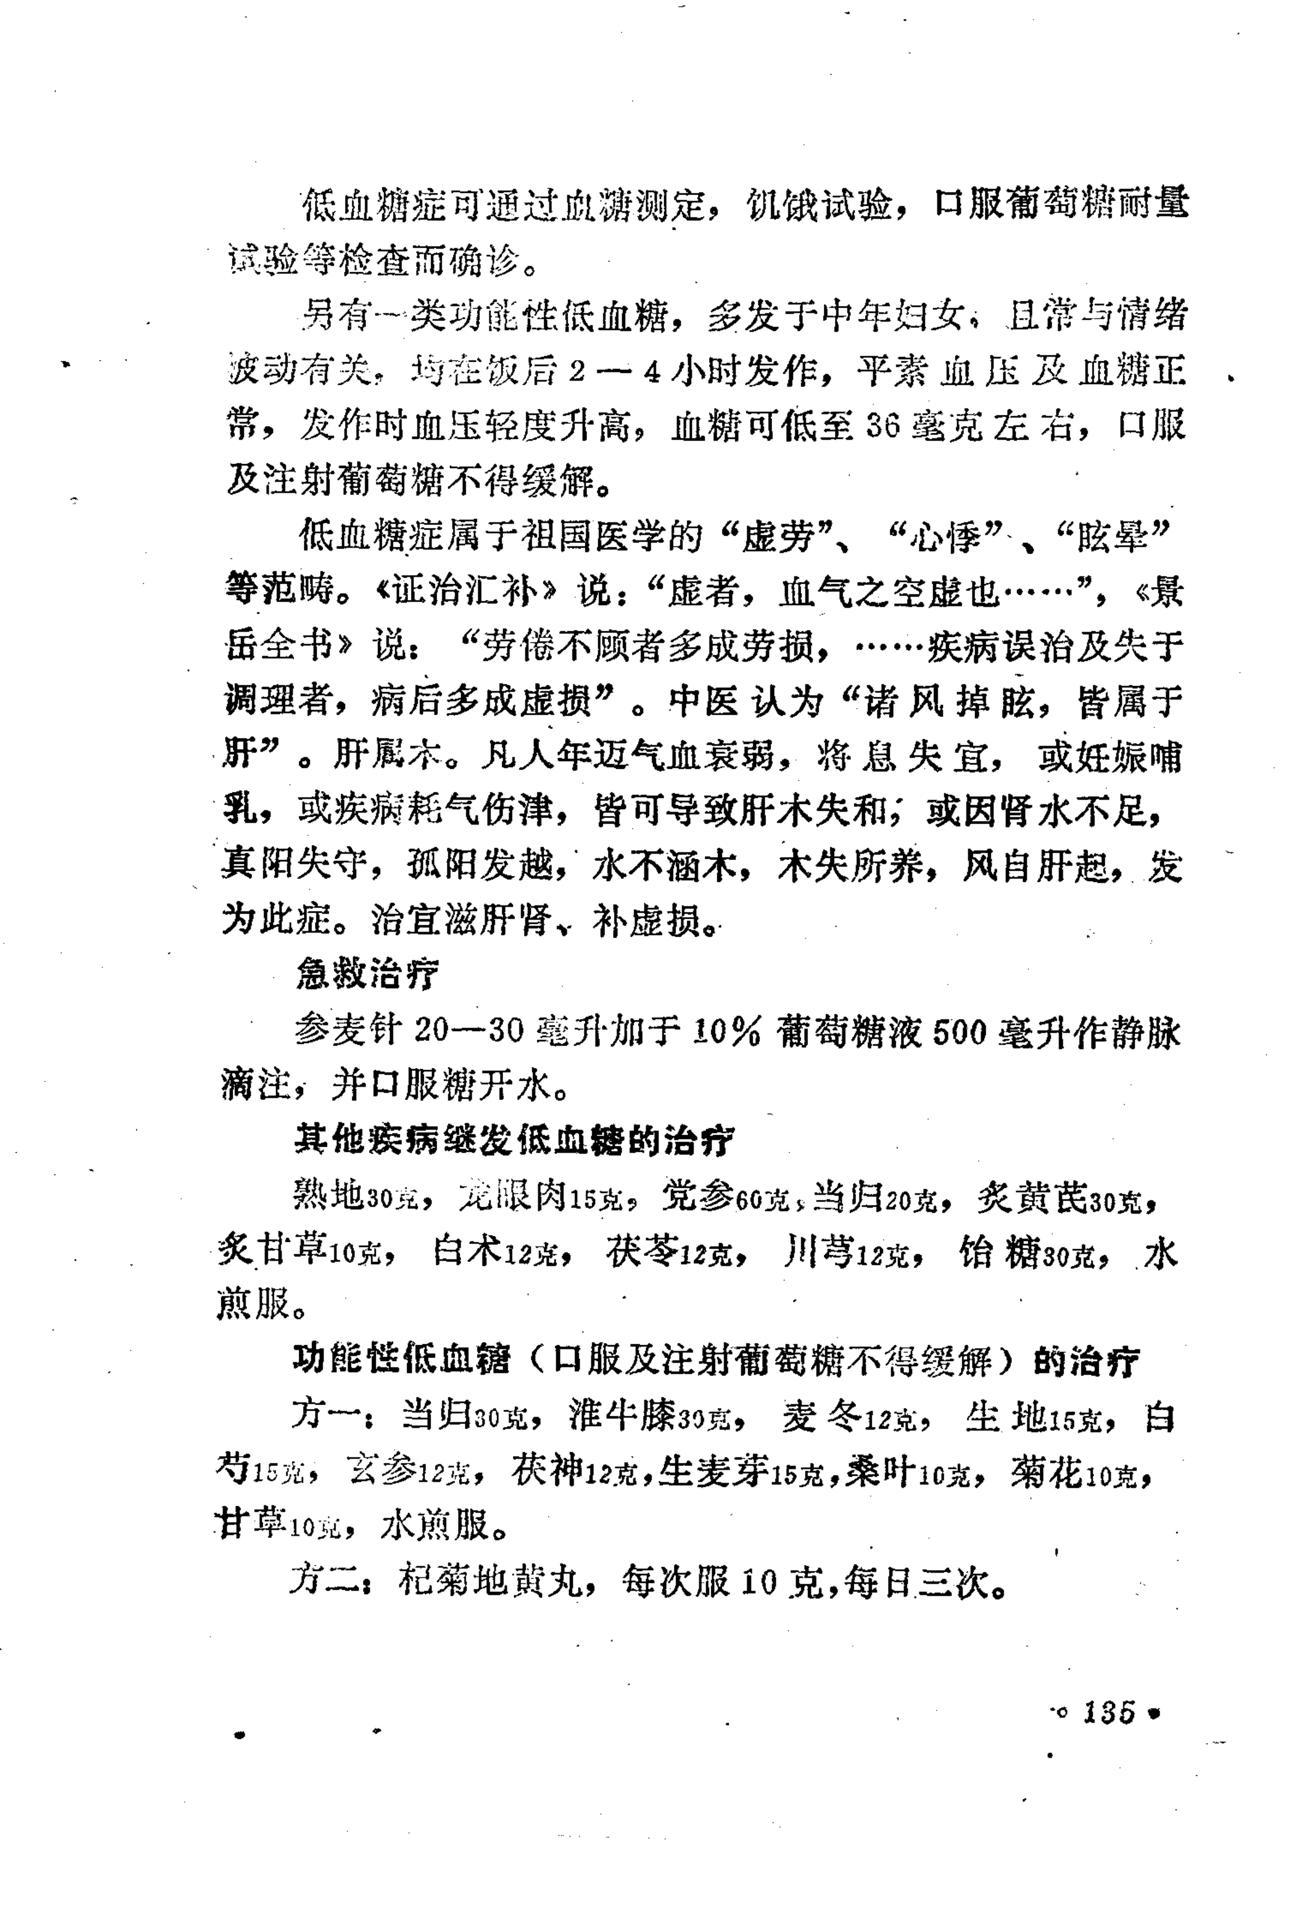 低血糖症可通过血糖测定，饥饿试验，口服葡萄糖耐量
试验等检查而确诊。
另有一类功能性低血糖，多发于中年妇女，且常与情绪
波动有关，均在饭后2—4小时发作，平素血压及血糖正
常，发作时血压轻度升高，血糖可低至36毫克左右，口服
及注射葡萄糖不得缓解。
低血糖症属于祖国医学的“虚劳”、“心悸”、“眩晕”
等范畴。《证治汇补》说：“虚者，血气之空虚也……”，《景
岳全书》说：“劳倦不顾者多成劳损，……疾病误治及失于
调理者，病后多成虚损”。中医认为“诸风掉眩，皆属于
肝”。肝属木。凡人年迈气血衰弱，将息失宜，或妊娠哺
乳，或疾病耗气伤津，皆可导致肝木失和；或因肾水不足，
真阳失守，孤阳发越，水不涵木，木失所养，风自肝起，发
为此症。治宜滋肝肾、补虚损。
急救治疗
参麦针20—30毫升加于10%葡萄糖液500毫升作静脉
滴注，并口服糖开水。
其他疾病继发低血糖的治疗
熟地30克，龙眼肉15克，党参60克，当归20克，炙黄芪30克，
炙甘草10克，白术12克，茯苓12克，川芎12克，饴糖30克，水
煎服。
功能性低血糖（口服及注射葡萄糖不得缓解）的治疗
方一：当归30克，淮牛膝30克，麦冬12克，生地15克，白
芍15克，玄参12克，茯神12克，生麦芽15克，桑叶10克，菊花10克，
甘草10克，水煎服。
方二：杞菊地黄丸，每次服10克，每日三次。
• 135 •